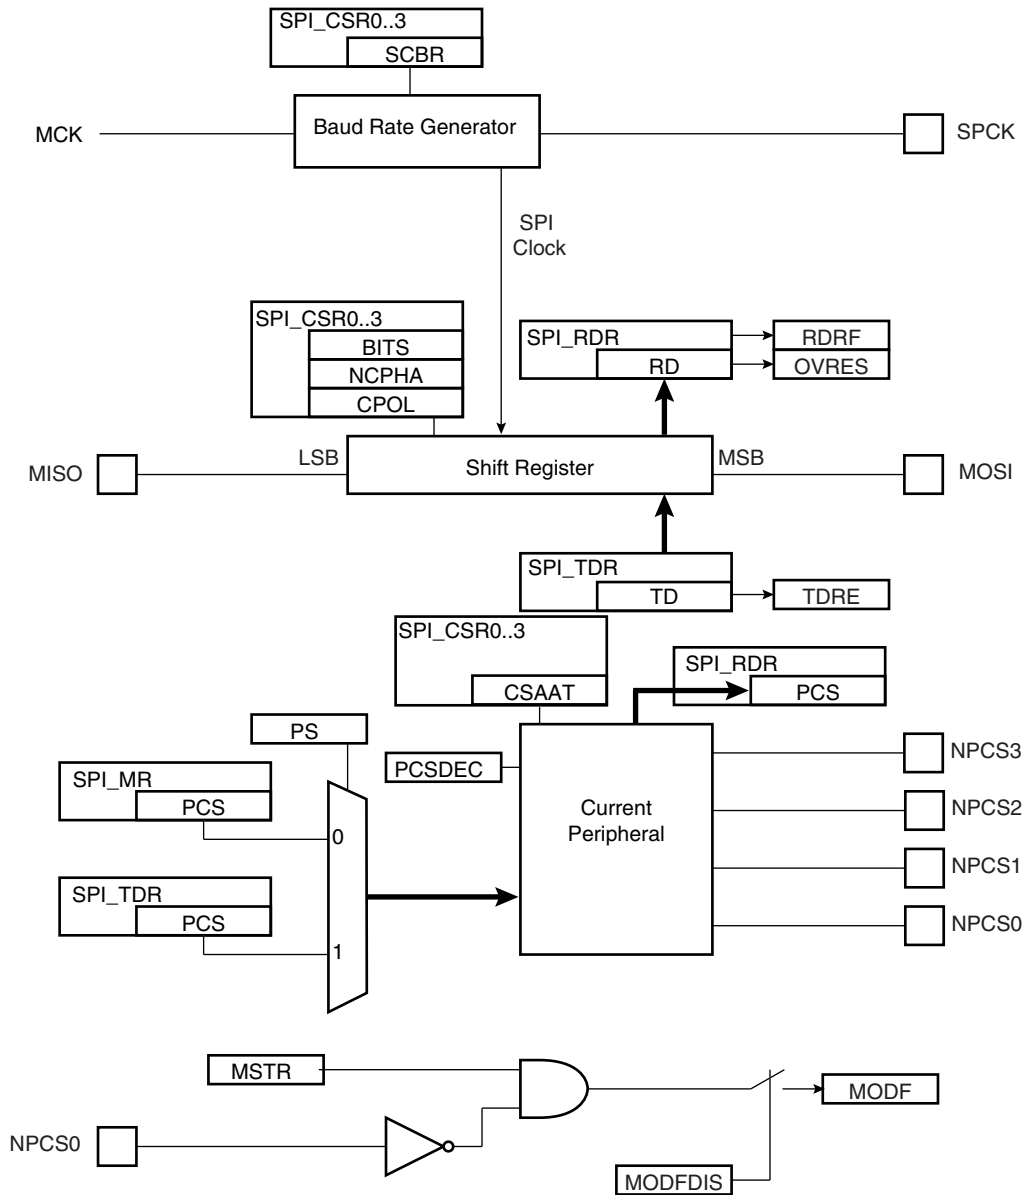 SPI_CSR0..3
SCBR
MCK
Baud Rate Generator
SPCK
SPI
Clock
SPI_CSR0..3
BITS
NCPHA
CPOL
SPI_RDR
RD
RDRF
OVRES
MISO
LSB
Shift Register
MSB
MOSI
SPI_TDR
TD
TDRE
SPI_CSR0..3
CSAAT
SPI_RDR
PCS
PS
PCSDEC
SPI_MR
PCS
0
Current
Peripheral
NPCS3
NPCS2
NPCS1
NPCS0
SPI_TDR
PCS
1
MSTR
MODF
NPCS0
MODFDIS